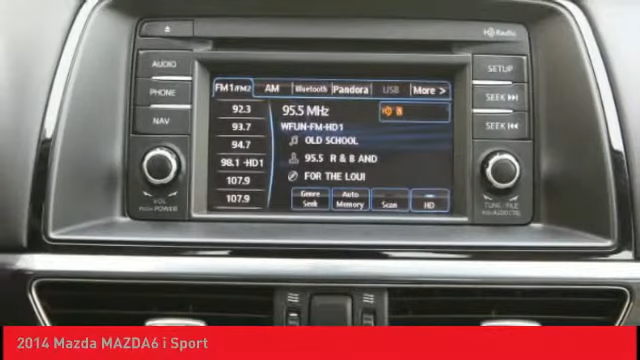 HD Radio
AUDIO
PHONE
NAV
VOL
PUSH POWER
SETUP
SEEK
SEEK
FM1/FM2 AM Bluetooth Pandora USB More >
92.3
93.7
94.7
98.1 -HD1
107.9
107.9
95.5 MHz
WFUN-FM-HD1
OLD SCHOOL
95.5 R & B AND
FOR THE LOU!
Genre Seek
Auto Memory
Scan
HD
TUNE · FILE
2014 Mazda MAZDA6 i Sport